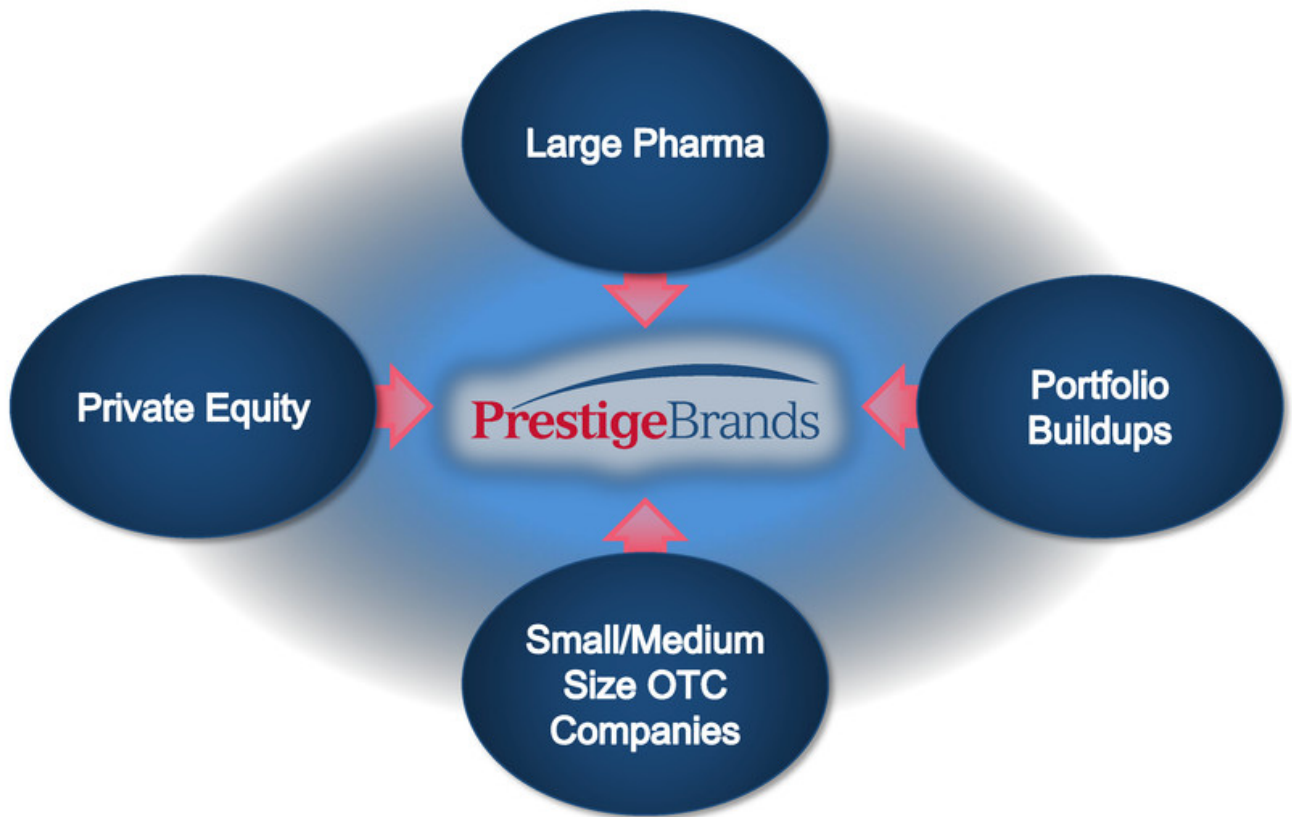 Large Pharma
Private Equity
PrestigeBrands
Portfolio
Buildups
Small/Medium
Size OTC
Companies